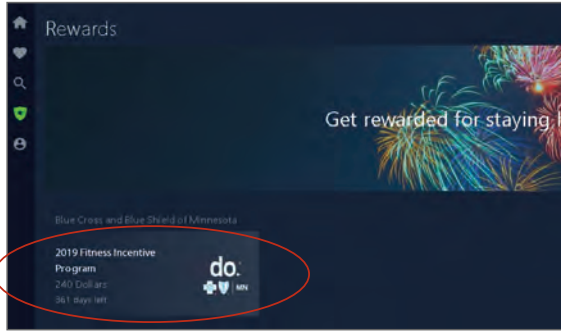 Rewards
Get rewarded for staying
Blue Cross and Blue Shield of Minnesota
2019 Fitness Incentive
Program
240 Dollars
361 days left
do.
MN